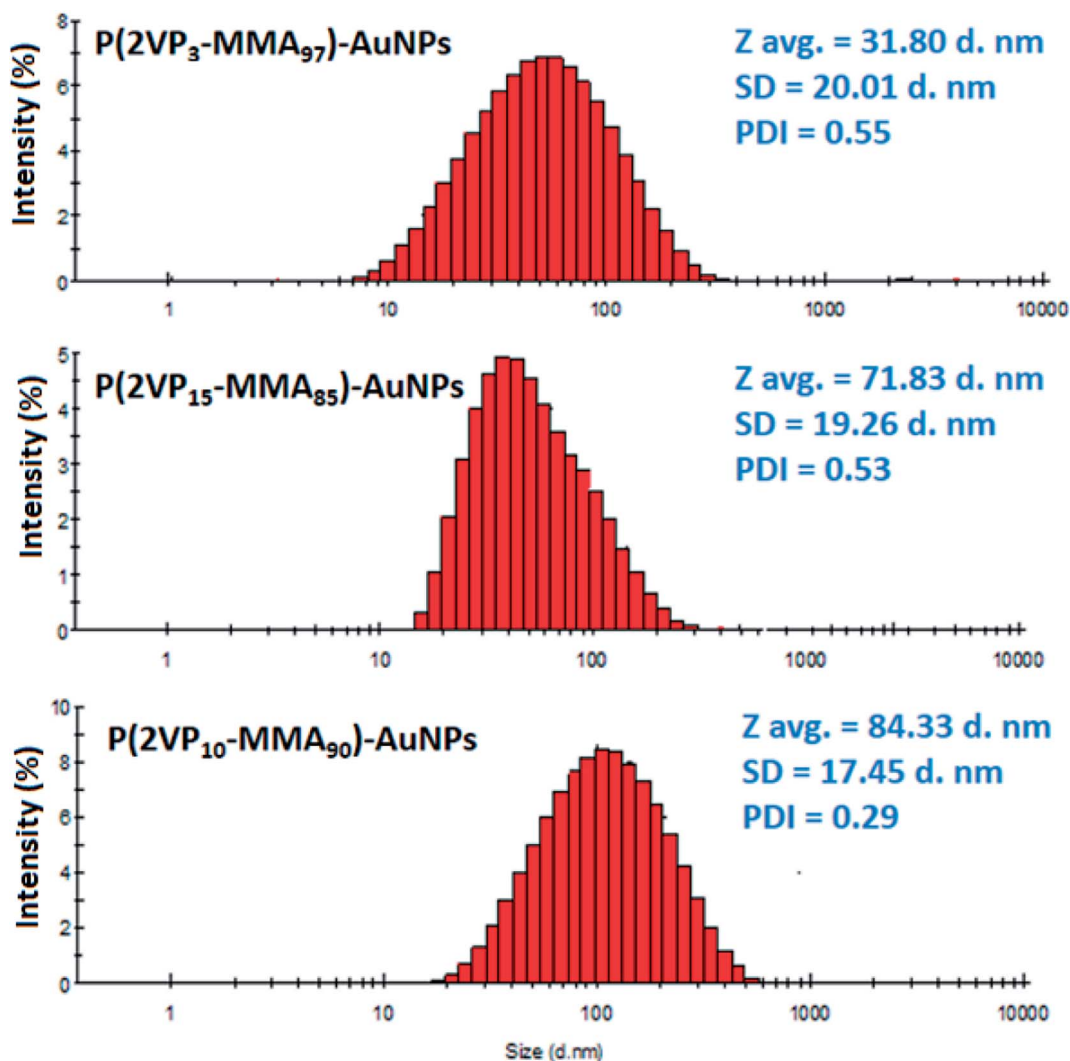 P(2VP₃-MMA₉₇)-AuNPs
Z avg. = 31.80 d. nm
SD = 20.01 d. nm
PDI = 0.55
Intensity (%)
8
6
4
2
0
1 10 100 1000 10000
P(2VP₁₅-MMA₈₅)-AuNPs
Z avg. = 71.83 d. nm
SD = 19.26 d. nm
PDI = 0.53
Intensity (%)
5
4
3
2
1
0
1 10 100 1000 10000
P(2VP₁₀-MMA₉₀)-AuNPs
Z avg. = 84.33 d. nm
SD = 17.45 d. nm
PDI = 0.29
Intensity (%)
10
8
6
4
2
0
1 10 100 1000 10000
Size (d.nm)